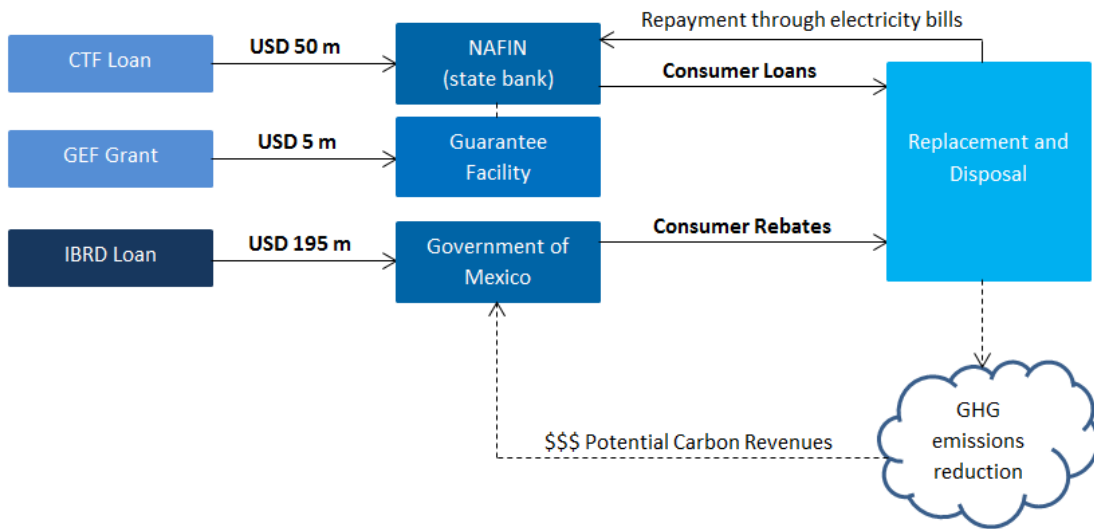 Repayment through electricity bills
CTF Loan
USD 50 m
NAFIN
(state bank)
Consumer Loans
GEF Grant
USD 5 m
Guarantee
Facility
Replacement and
Disposal
IBRD Loan
USD 195 m
Government of
Mexico
Consumer Rebates
$$$ Potential Carbon Revenues
GHG
emissions
reduction